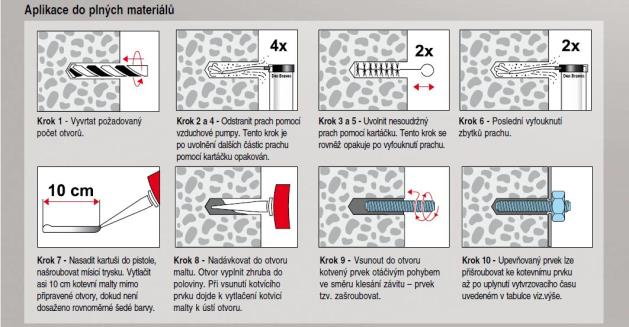 Aplikace do plných materiálů
4x
2x
2x
Den Braven
Den Braven
Krok 1 - Vyvrtat požadovaný
počet otvorů.
Krok 2 a 4 - Odstranit prach pomocí
vzduchové pumpy. Tento krok je
po uvolnění dalších částic prachu
pomocí kartáčku opakován.
Krok 3 a 5 - Uvolnit nesoudržný
prach pomocí kartáčku. Tento krok se
rovněž opakuje po vyfouknutí prachu.
Krok 6 - Poslední vyfouknutí
zbytků prachu.
10 cm
Krok 7 - Nasadit kartuši do pistole,
našroubovat mísicí trysku. Vytlačit
asi 10 cm kotevní malty mimo
připravené otvory, dokud není
dosaženo rovnoměrné šedé barvy.
Krok 8 - Nadávkovat do otvoru
maltu. Otvor vyplnit zhruba do
poloviny. Při vsunutí kotvícího
prvku dojde k vytlačení kotvící
malty k ústí otvoru.
Krok 9 - Vsunout do otvoru
kotvený prvek otáčivým pohybem
ve směru klesání závitu – prvek
tzv. zašroubovat.
Krok 10 - Upevňovaný prvek lze
přišroubovat ke kotevnímu prvku
až po uplynutí vytvrzovacího času
uvedeném v tabulce viz.výše.